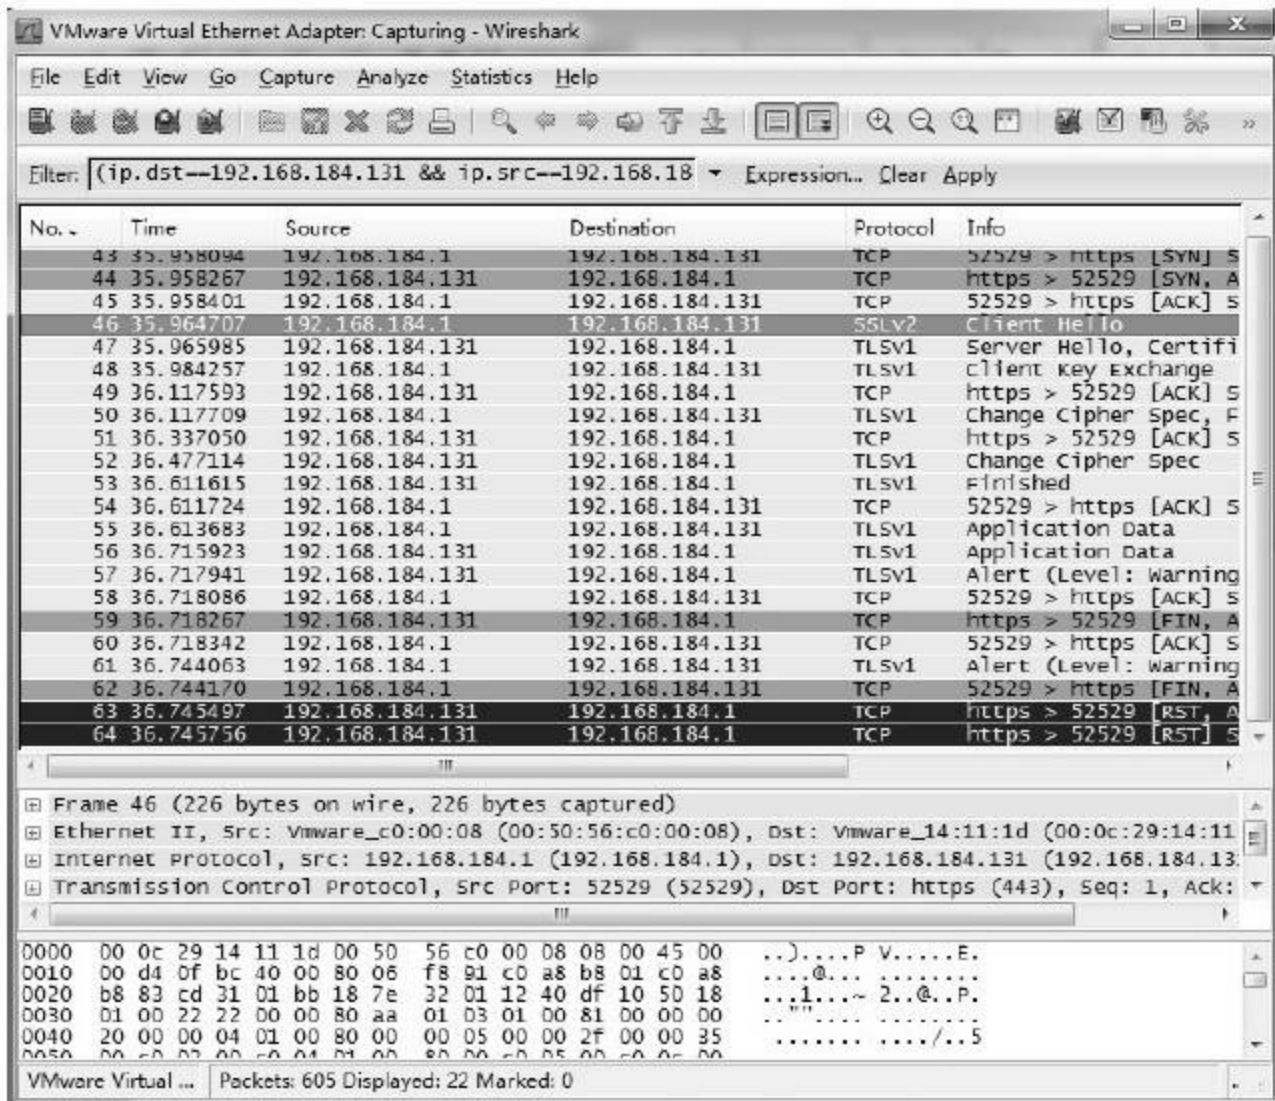 VMware Virtual Ethernet Adapter: Capturing - Wireshark
File Edit View Go Capture Analyze Statistics Help
Filter: (ip.dst==192.168.184.131 && ip.src==192.168.18 Expression... Clear Apply
No. Time Source Destination Protocol Info
43 35.958094 192.168.184.1 192.168.184.131 TCP 52529 > https [SYN] S
44 35.958267 192.168.184.131 192.168.184.1 TCP https > 52529 [SYN, A
45 35.958401 192.168.184.1 192.168.184.131 TCP 52529 > https [ACK] S
46 35.964707 192.168.184.1 192.168.184.131 SSLv2 Client Hello
47 35.965985 192.168.184.131 192.168.184.1 TLSv1 Server Hello, Certifi
48 35.984257 192.168.184.1 192.168.184.131 TLSv1 Client Key Exchange
49 36.117593 192.168.184.131 192.168.184.1 TCP https > 52529 [ACK] S
50 36.117709 192.168.184.1 192.168.184.131 TLSv1 Change Cipher Spec, F
51 36.337050 192.168.184.131 192.168.184.1 TCP https > 52529 [ACK] S
52 36.477114 192.168.184.131 192.168.184.1 TLSv1 Change Cipher Spec
53 36.611615 192.168.184.131 192.168.184.1 TLSv1 Finished
54 36.611724 192.168.184.1 192.168.184.131 TCP 52529 > https [ACK] S
55 36.613683 192.168.184.1 192.168.184.131 TLSv1 Application Data
56 36.715923 192.168.184.131 192.168.184.1 TLSv1 Application Data
57 36.717941 192.168.184.131 192.168.184.1 TLSv1 Alert (Level: Warning
58 36.718086 192.168.184.1 192.168.184.131 TCP 52529 > https [ACK] S
59 36.718267 192.168.184.131 192.168.184.1 TCP https > 52529 [FIN, A
60 36.718342 192.168.184.1 192.168.184.131 TCP 52529 > https [ACK] S
61 36.744063 192.168.184.1 192.168.184.131 TLSv1 Alert (Level: Warning
62 36.744170 192.168.184.1 192.168.184.131 TCP 52529 > https [FIN, A
63 36.745497 192.168.184.131 192.168.184.1 TCP https > 52529 [RST, A
64 36.745756 192.168.184.131 192.168.184.1 TCP https > 52529 [RST] S
Frame 46 (226 bytes on wire, 226 bytes captured)
Ethernet II, Src: Vmware_c0:00:08 (00:50:56:c0:00:08), Dst: Vmware_14:11:1d (00:0c:29:14:11
Internet Protocol, Src: 192.168.184.1 (192.168.184.1), Dst: 192.168.184.131 (192.168.184.13
Transmission Control Protocol, Src Port: 52529 (52529), Dst Port: https (443), Seq: 1, Ack:
0000 00 0c 29 14 11 1d 00 50 56 c0 00 08 08 00 45 00 ..)....P V.....E.
0010 00 d4 0f bc 40 00 80 06 f8 91 c0 a8 b8 01 c0 a8 ....@... ........
0020 b8 83 cd 31 01 bb 18 7e 32 01 12 40 df 10 50 18 ...1...~ 2..@..P.
0030 01 00 22 22 00 00 80 aa 01 03 01 00 81 00 00 00 .."".... ........
0040 20 00 00 04 01 00 80 00 00 05 00 00 2f 00 00 35 ....... ..../..5
0050 00 c0 02 00 c0 04 01 00 80 00 c0 05 00 c0 0c 00
VMware Virtual ... Packets: 605 Displayed: 22 Marked: 0